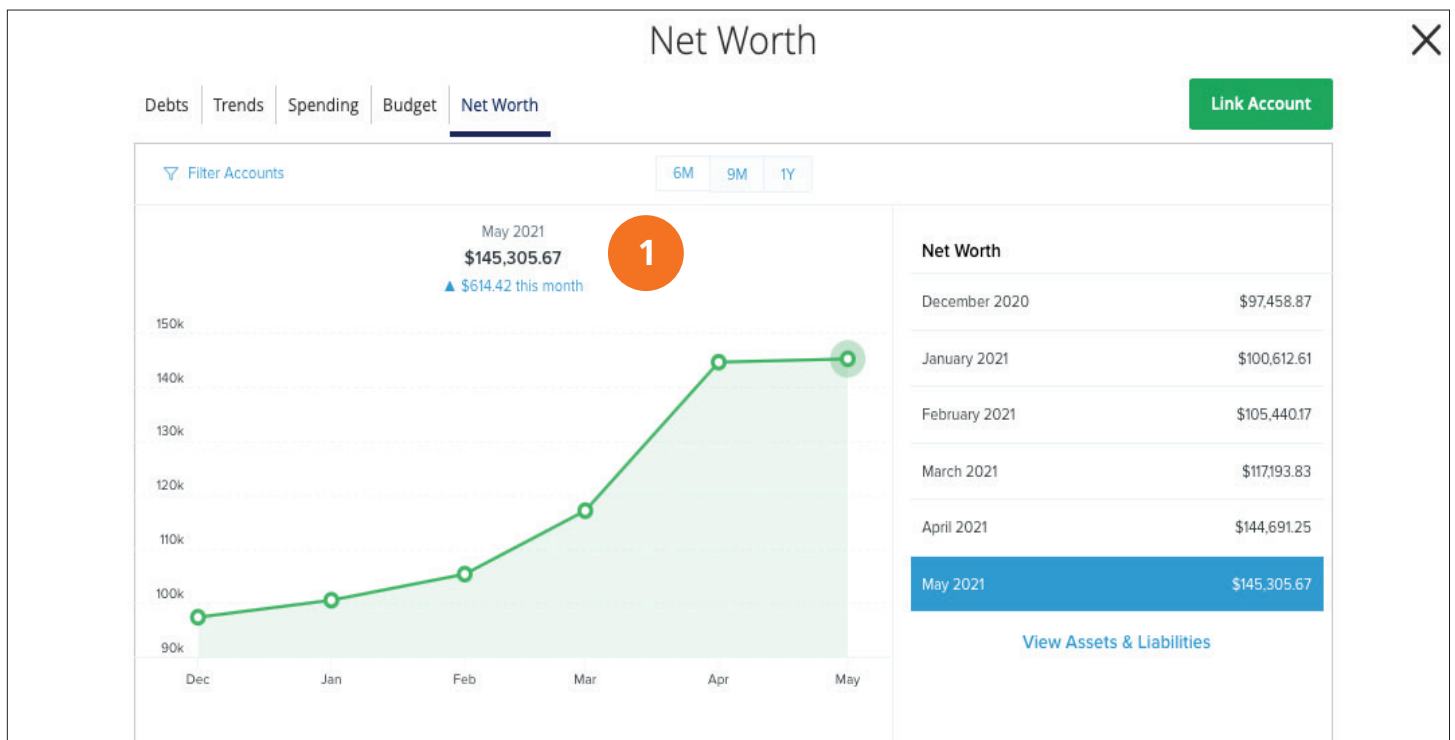 Net Worth
Debts Trends Spending Budget Net Worth
Link Account
Filter Accounts
6M 9M 1Y
May 2021
$145,305.67
▲ $614.42 this month
1
150k
140k
130k
120k
110k
100k
90k
Dec Jan Feb Mar Apr May
Net Worth
December 2020 $97,458.87
January 2021 $100,612.61
February 2021 $105,440.17
March 2021 $117,193.83
April 2021 $144,691.25
May 2021 $145,305.67
View Assets & Liabilities